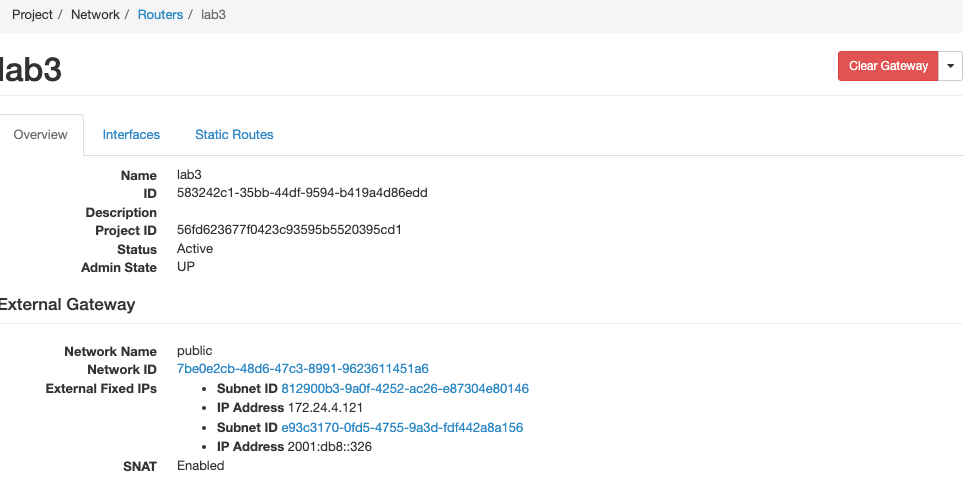 Project / Network / Routers / lab3
lab3
Clear Gateway
Overview Interfaces Static Routes
Name lab3
ID 583242c1-35bb-44df-9594-b419a4d86edd
Description
Project ID 56fd623677f0423c93595b5520395cd1
Status Active
Admin State UP
External Gateway
Network Name public
Network ID 7be0e2cb-48d6-47c3-8991-9623611451a6
External Fixed IPs • Subnet ID 812900b3-9a0f-4252-ac26-e87304e80146
• IP Address 172.24.4.121
• Subnet ID e93c3170-0fd5-4755-9a3d-fdf442a8a156
• IP Address 2001:db8::326
SNAT Enabled